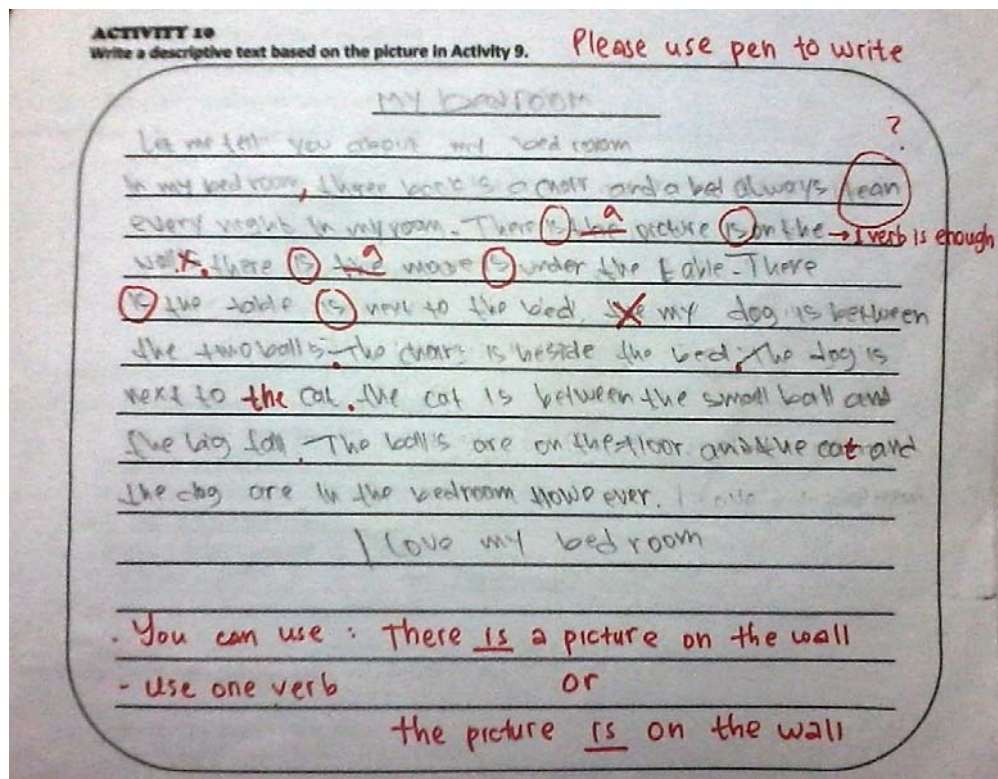 ACTIVITY 10
Write a descriptive text based on the picture in Activity 9. Please use pen to write
My bedroom
Let me tell you about my bed room
?
In my bed room, there is a chair and a bed always lean
every night in my room. There is the a picture is on the → 1 verb is enough
there is the a mouse is under the table. There
is the table is next to the bed. my dog is between
the two ball's. The chair is beside the bed. The dog is
next to the cat. the cat is between the small ball and
the big fall. The ball's are on the floor. and the cat and
the dog are in the bedroom However.
I love my bed room
. You can use : There is a picture on the wall
- Use one verb or
the picture is on the wall